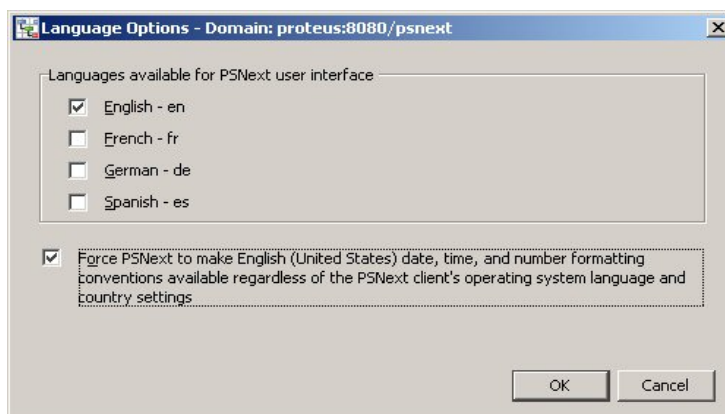 Language Options - Domain: proteus:8080/psnext
Languages available for PSNext user interface
English - en
French - fr
German - de
Spanish - es
Force PSNext to make English (United States) date, time, and number formatting
conventions available regardless of the PSNext client's operating system language and
country settings
OK Cancel